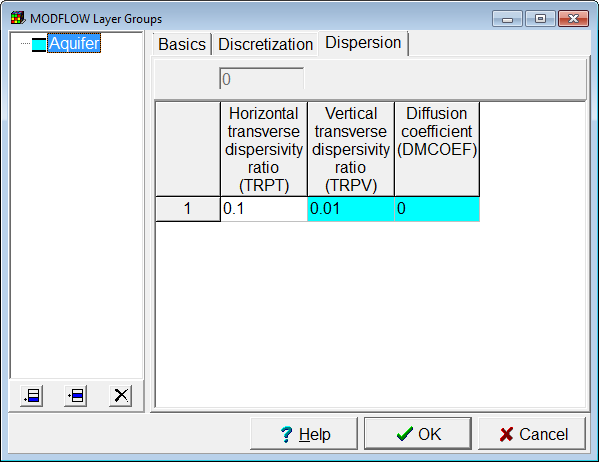 MODFLOW Layer Groups
Aquifer
Basics Discretization Dispersion
0
Horizontal transverse dispersivity ratio (TRPT)
Vertical transverse dispersivity ratio (TRPV)
Diffusion coefficient (DMCOEF)
1 0.1 0.01 0
? Help OK Cancel